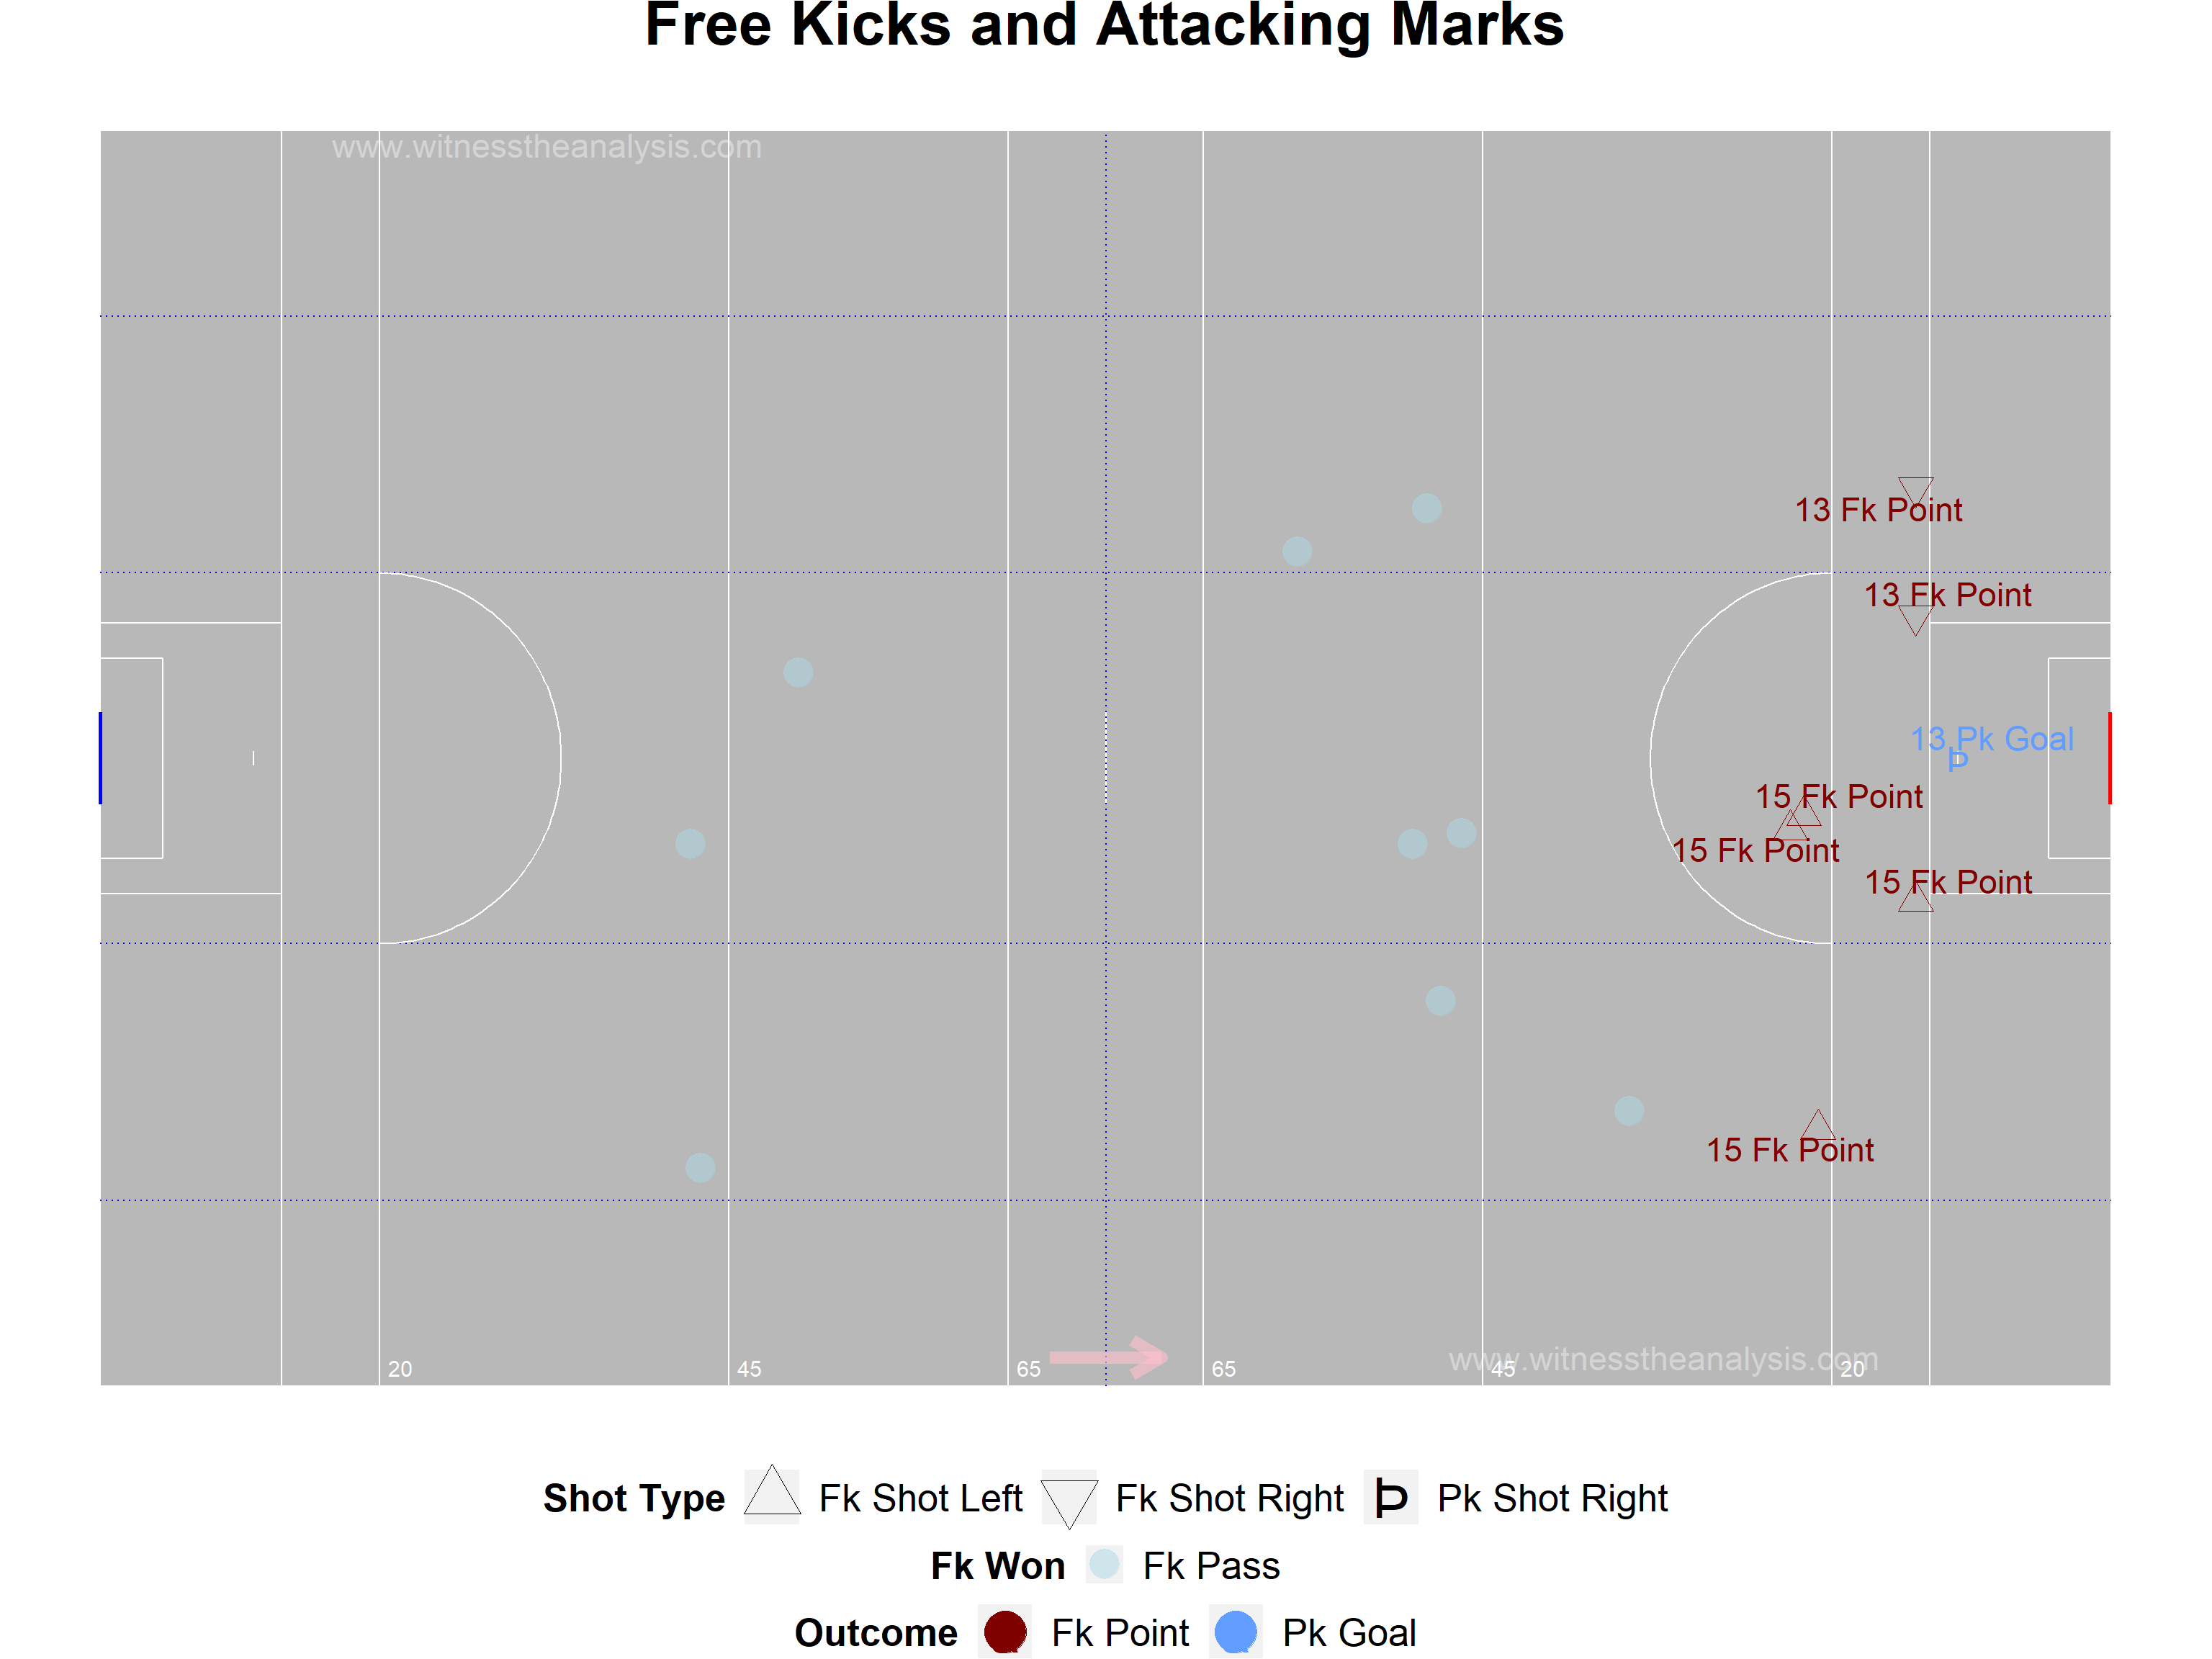 Free Kicks and Attacking Marks
www.witnesstheanalysis.com
13 Fk Point
13 Fk Point
13 Pk Goal
Þ
15 Fk Point
15 Fk Point
15 Fk Point
15 Fk Point
www.witnesstheanalysis.com
20 45 65 65 45 20
Shot Type Fk Shot Left Fk Shot Right Þ Pk Shot Right
Fk Won Fk Pass
Outcome Fk Point Pk Goal